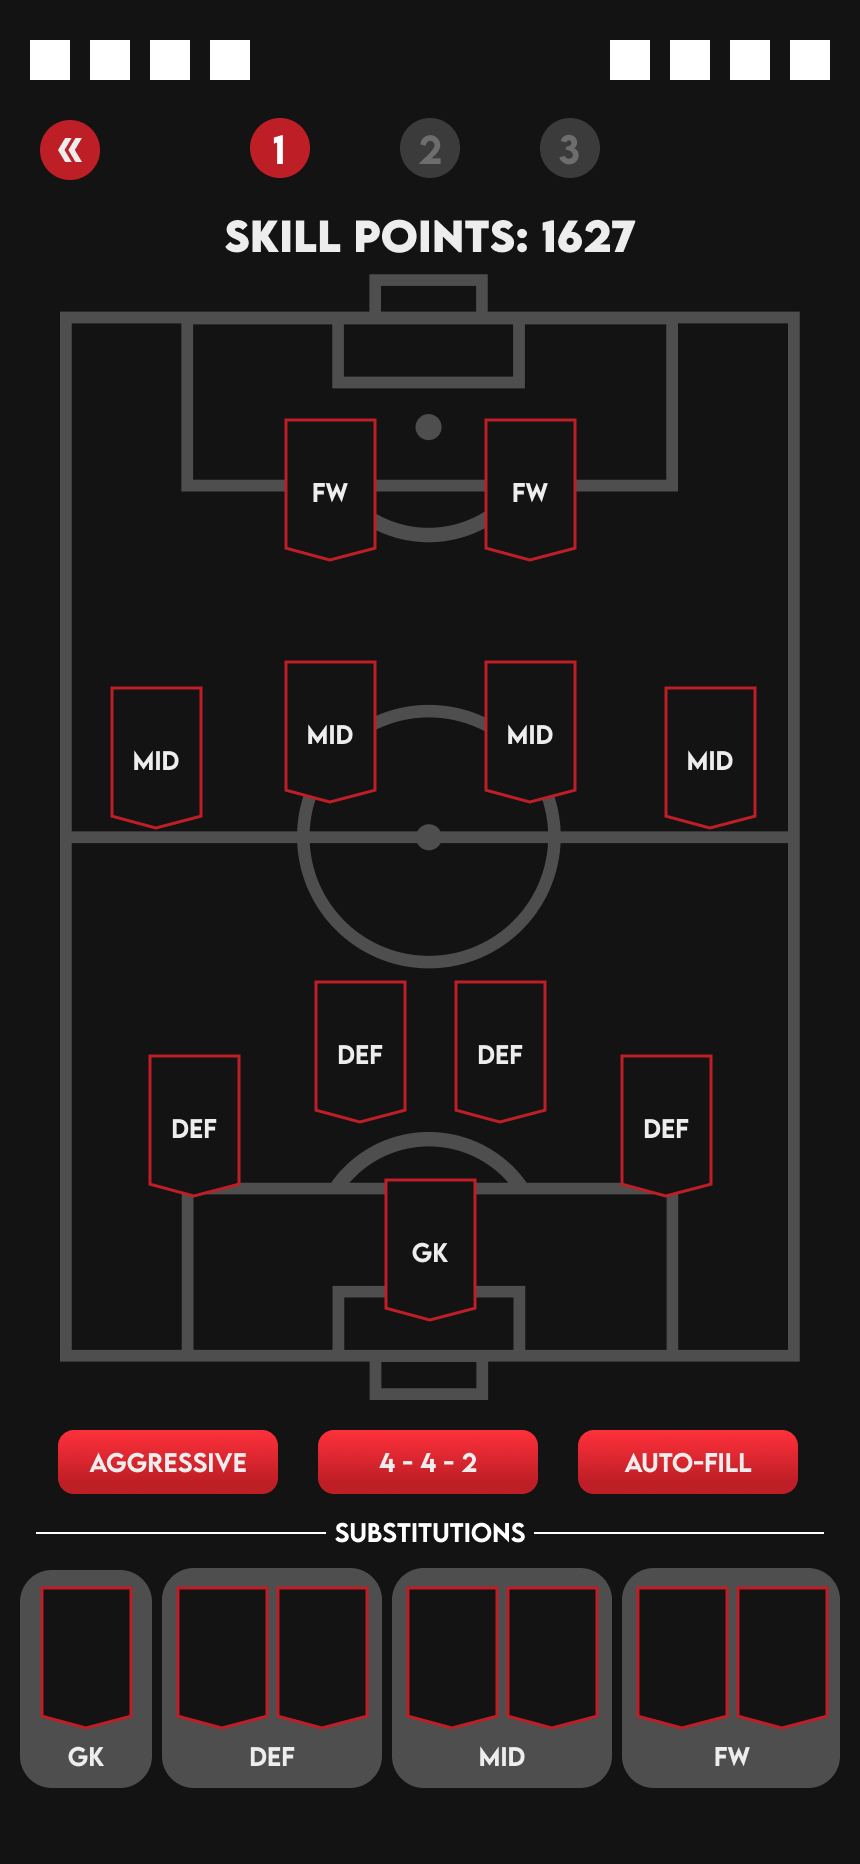 «
1
2
3
SKILL POINTS: 1627
FW
FW
MID
MID
MID
MID
DEF
DEF
DEF
DEF
GK
AGGRESSIVE
4 - 4 - 2
AUTO-FILL
SUBSTITUTIONS
GK
DEF
MID
FW